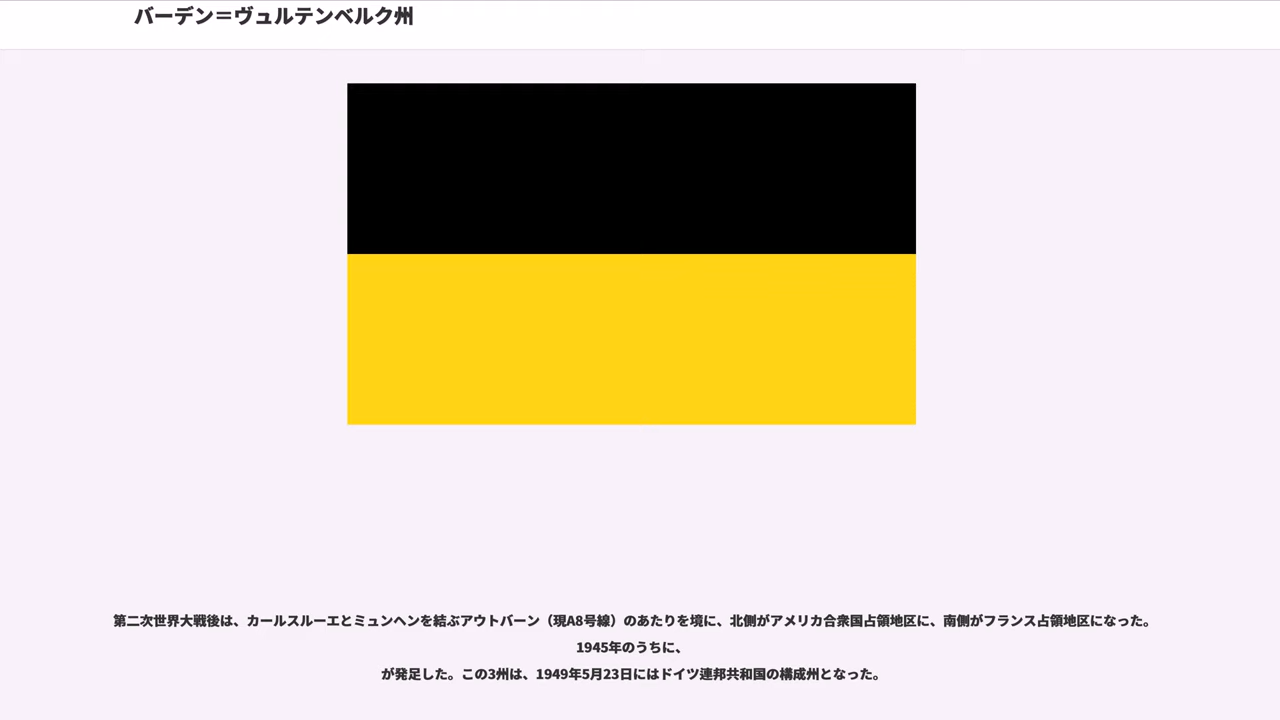 バーデン＝ヴュルテンベルク州
第二次世界大戦後は、カールスルーエとミュンヘンを結ぶアウトバーン（現A8号線）のあたりを境に、北側がアメリカ合衆国占領地区に、南側がフランス占領地区になった。
1945年のうちに、
が発足した。この3州は、1949年5月23日にはドイツ連邦共和国の構成州となった。